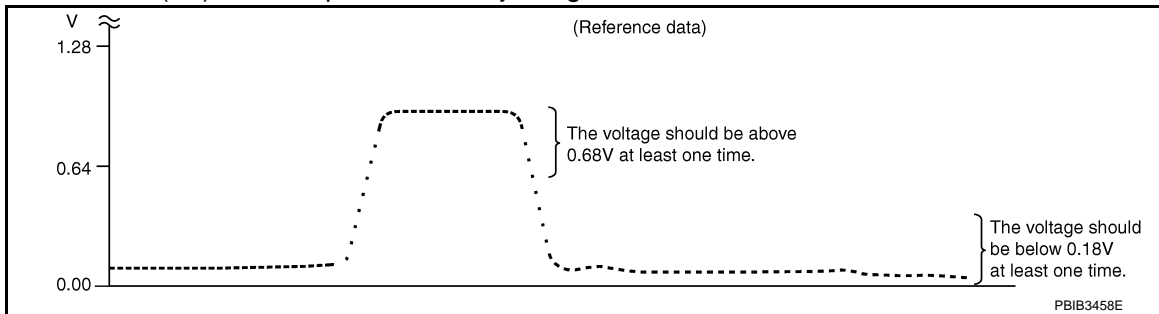 V
(Reference data)
1.28
The voltage should be above
0.68V at least one time.
0.64
The voltage should
be below 0.18V
at least one time.
0.00
PBIB3458E